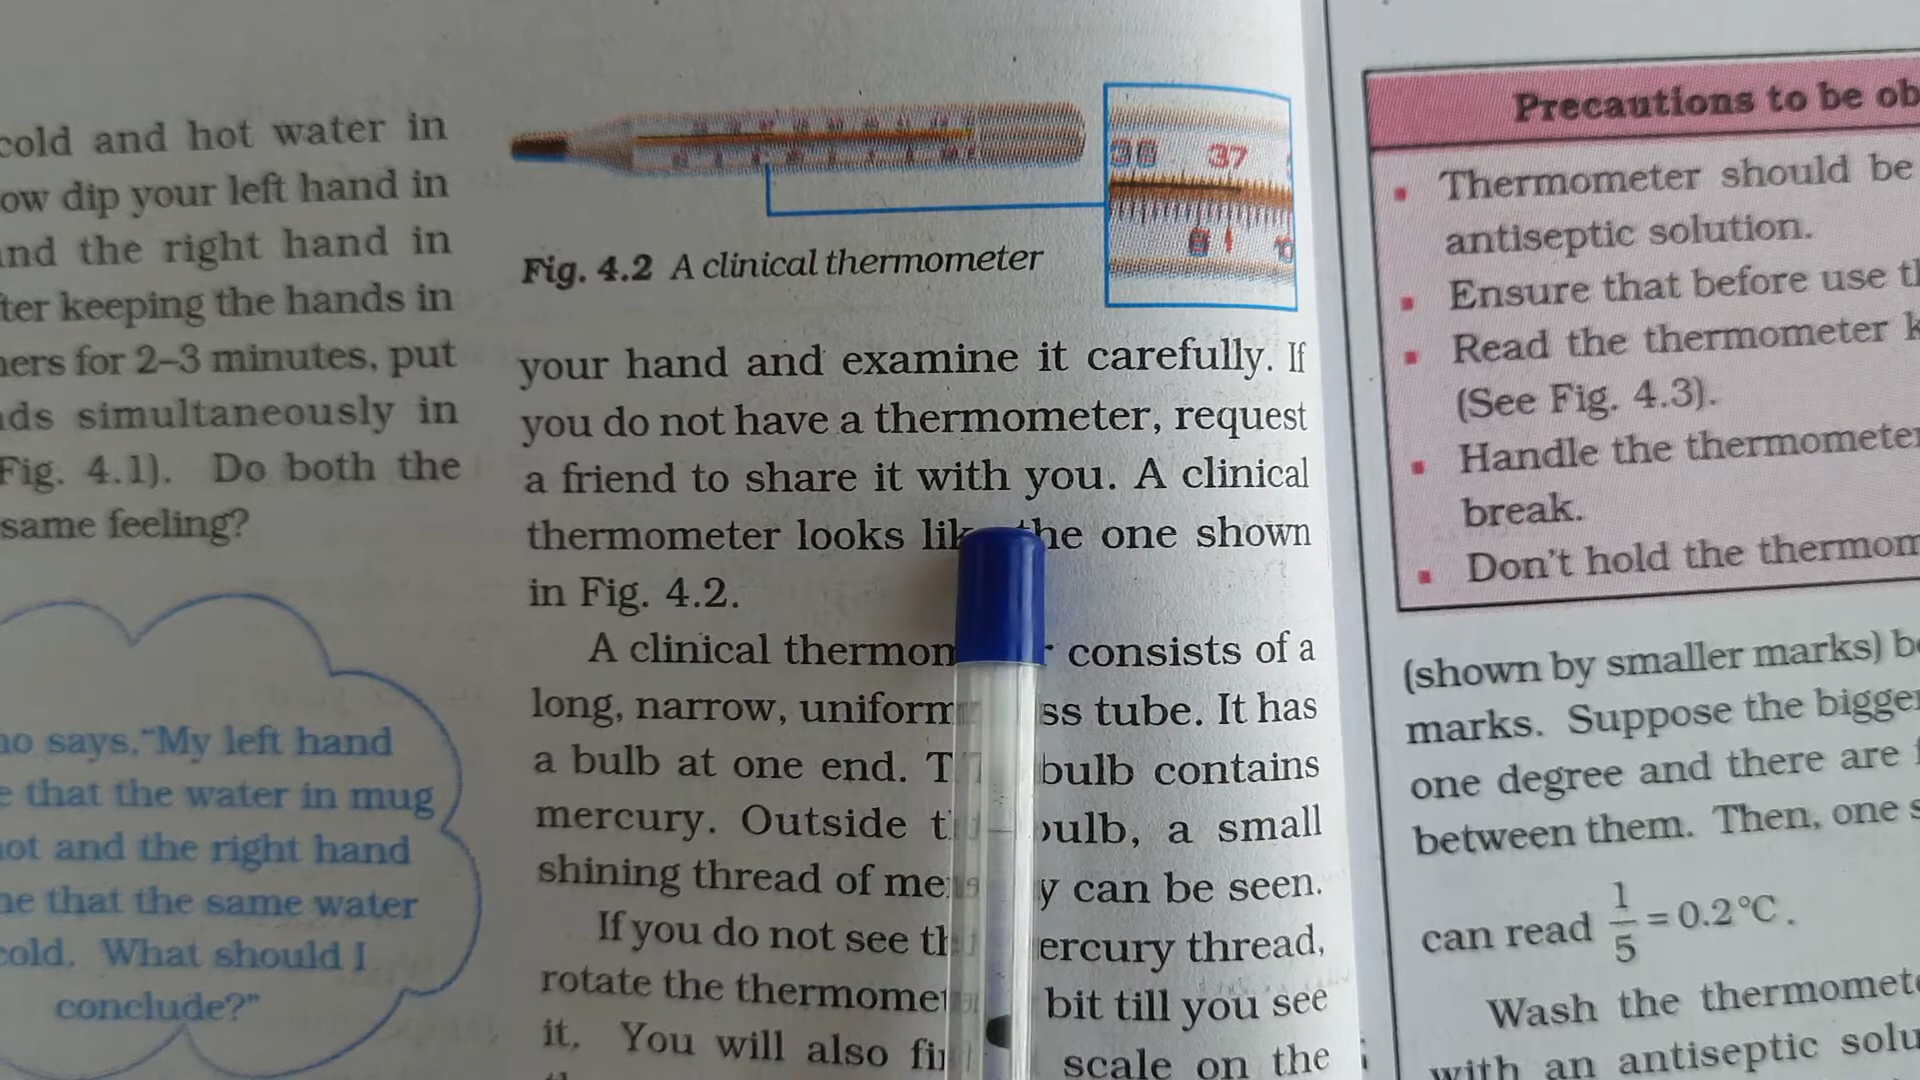 cold and hot water in
ow dip your left hand in
nd the right hand in
ter keeping the hands in
ers for 2–3 minutes, put
ds simultaneously in
Fig. 4.1). Do both the
same feeling?
o says, "My left hand
e that the water in mug
ot and the right hand
e that the same water
cold. What should I
conclude?"
36 37
Fig. 4.2 A clinical thermometer
your hand and examine it carefully. If
you do not have a thermometer, request
a friend to share it with you. A clinical
thermometer looks lik the one shown
in Fig. 4.2.
A clinical thermom r consists of a
long, narrow, uniform ss tube. It has
a bulb at one end. T bulb contains
mercury. Outside t bulb, a small
shining thread of me y can be seen.
If you do not see th ercury thread,
rotate the thermomet bit till you see
it. You will also fin scale on the
Precautions to be ob
Thermometer should be
antiseptic solution.
Ensure that before use t
Read the thermometer k
(See Fig. 4.3).
Handle the thermometer
break.
Don't hold the thermom
(shown by smaller marks) be
marks. Suppose the bigger
one degree and there are f
between them. Then, one s
can read 1/5 = 0.2°C.
Wash the thermomete
with an antiseptic solu